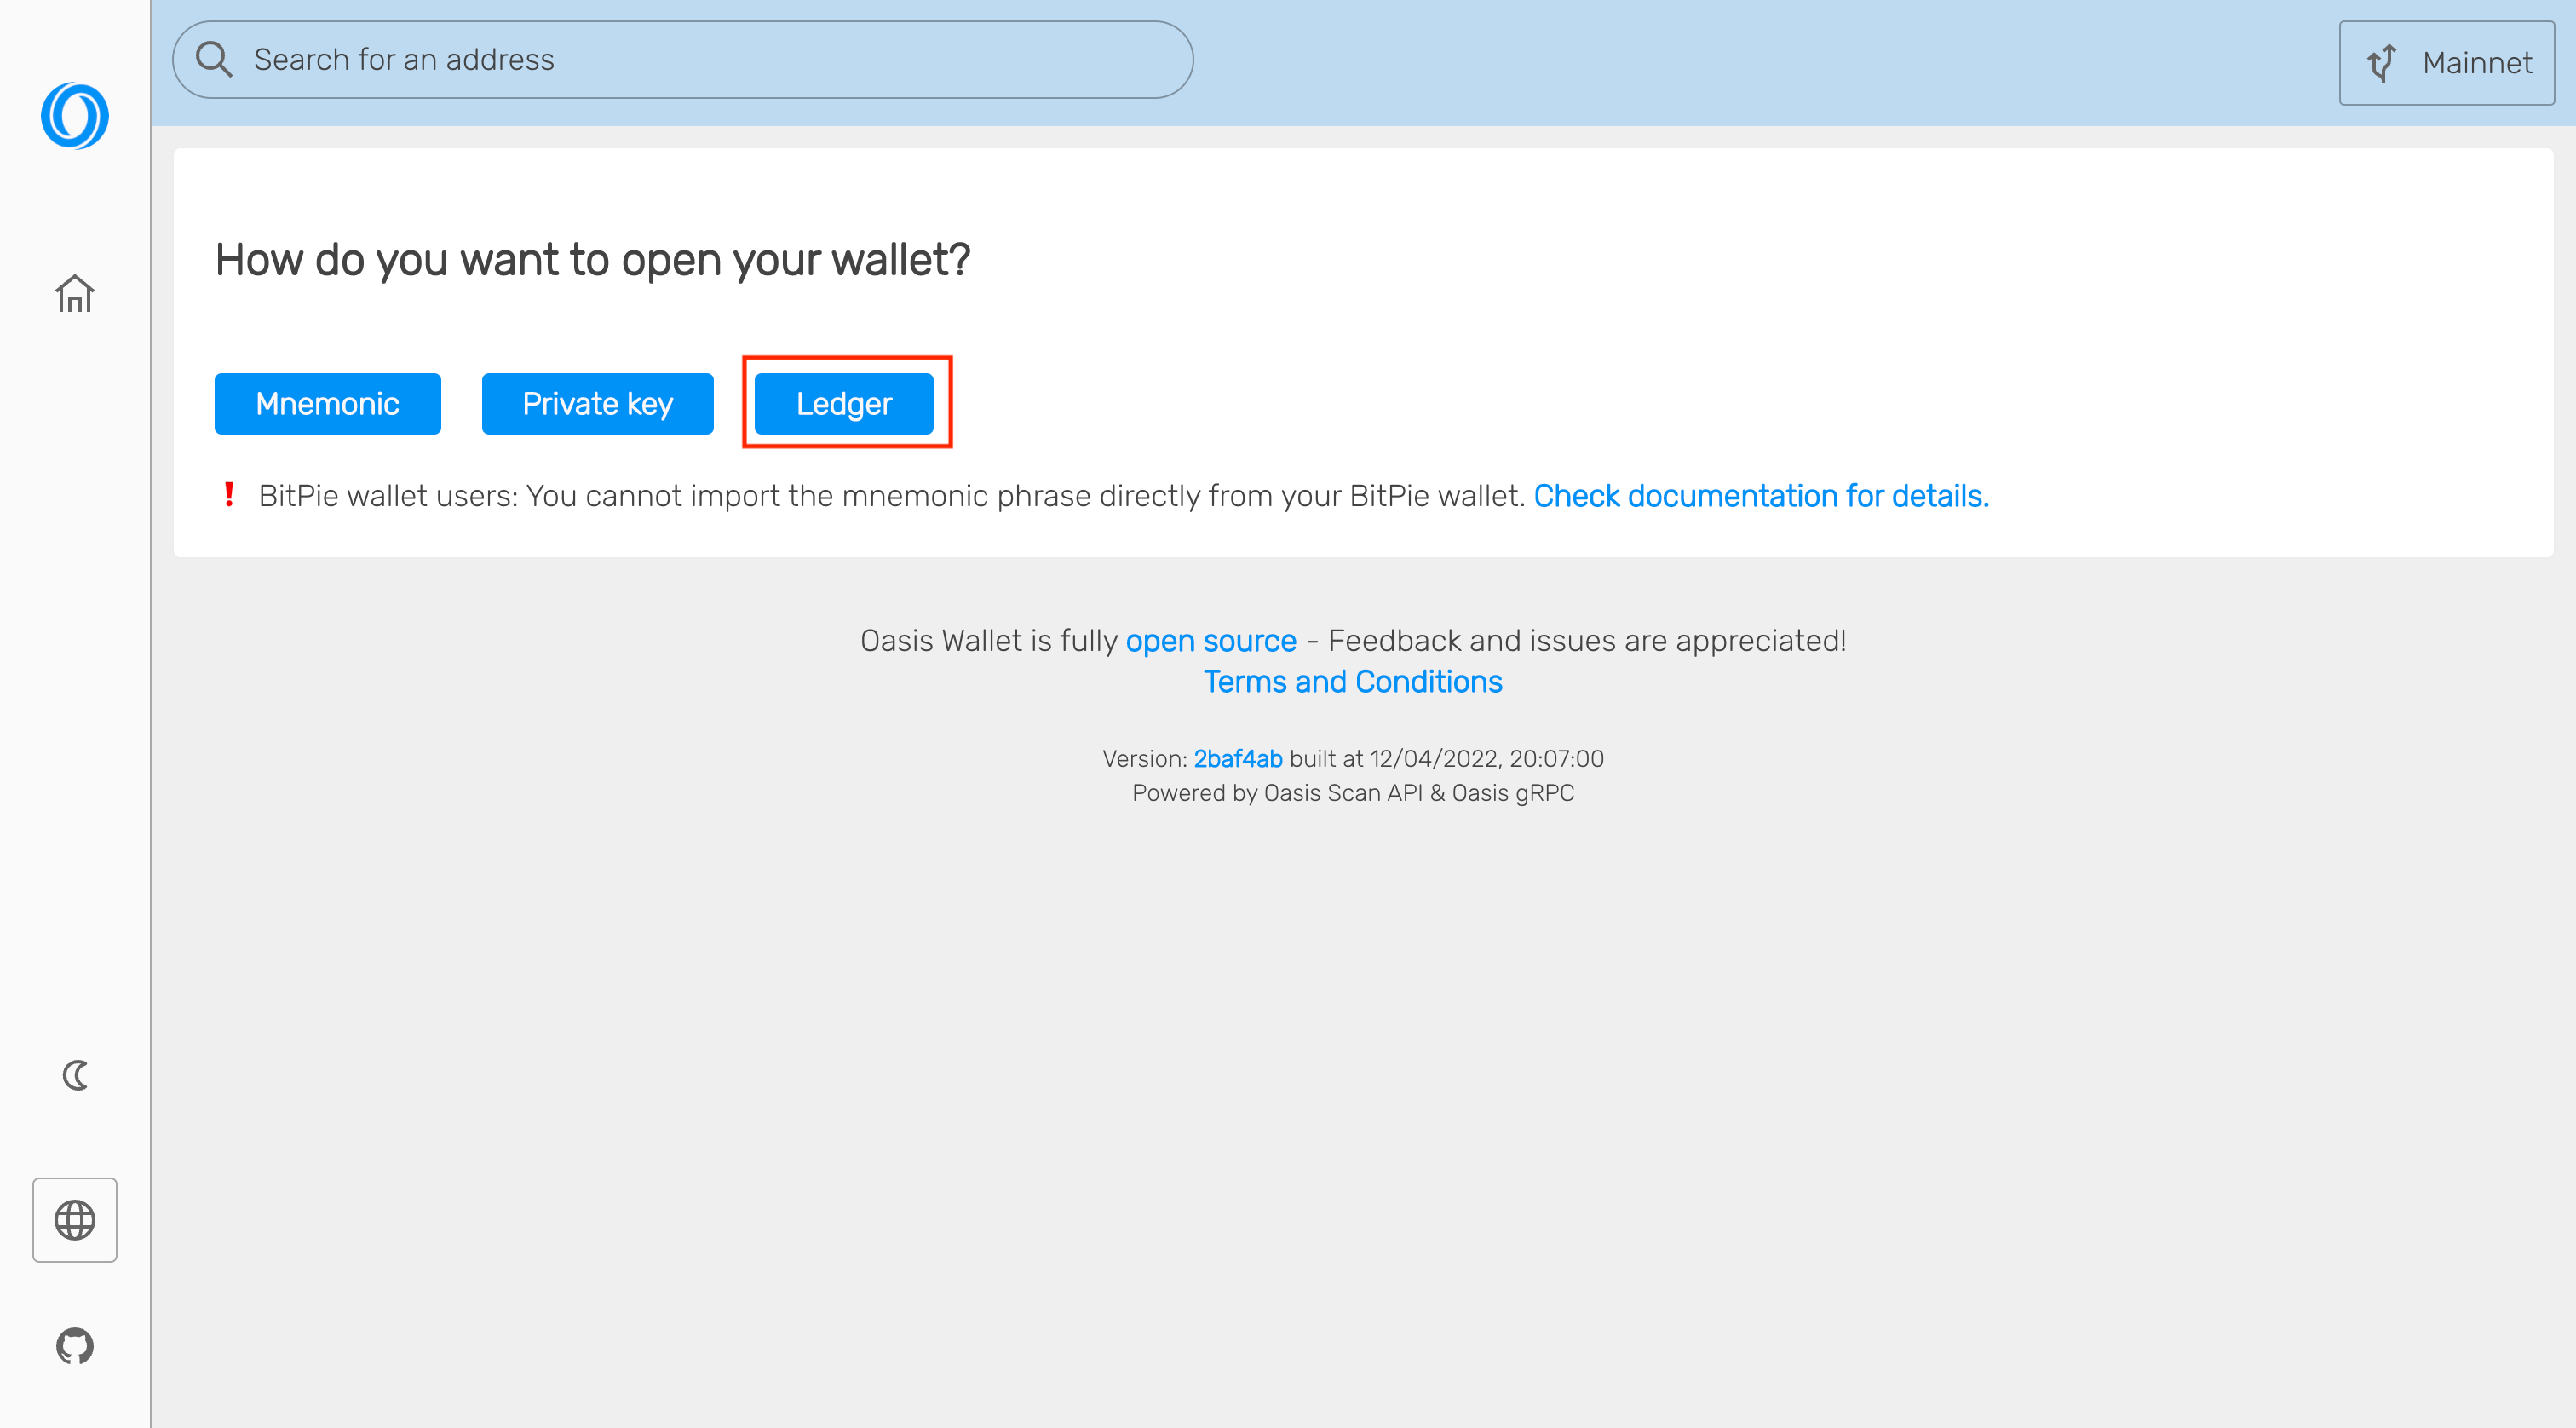 Search for an address
Mainnet
How do you want to open your wallet?
Mnemonic
Private key
Ledger
! BitPie wallet users: You cannot import the mnemonic phrase directly from your BitPie wallet. Check documentation for details.
Oasis Wallet is fully open source - Feedback and issues are appreciated!
Terms and Conditions
Version: 2baf4ab built at 12/04/2022, 20:07:00
Powered by Oasis Scan API & Oasis gRPC